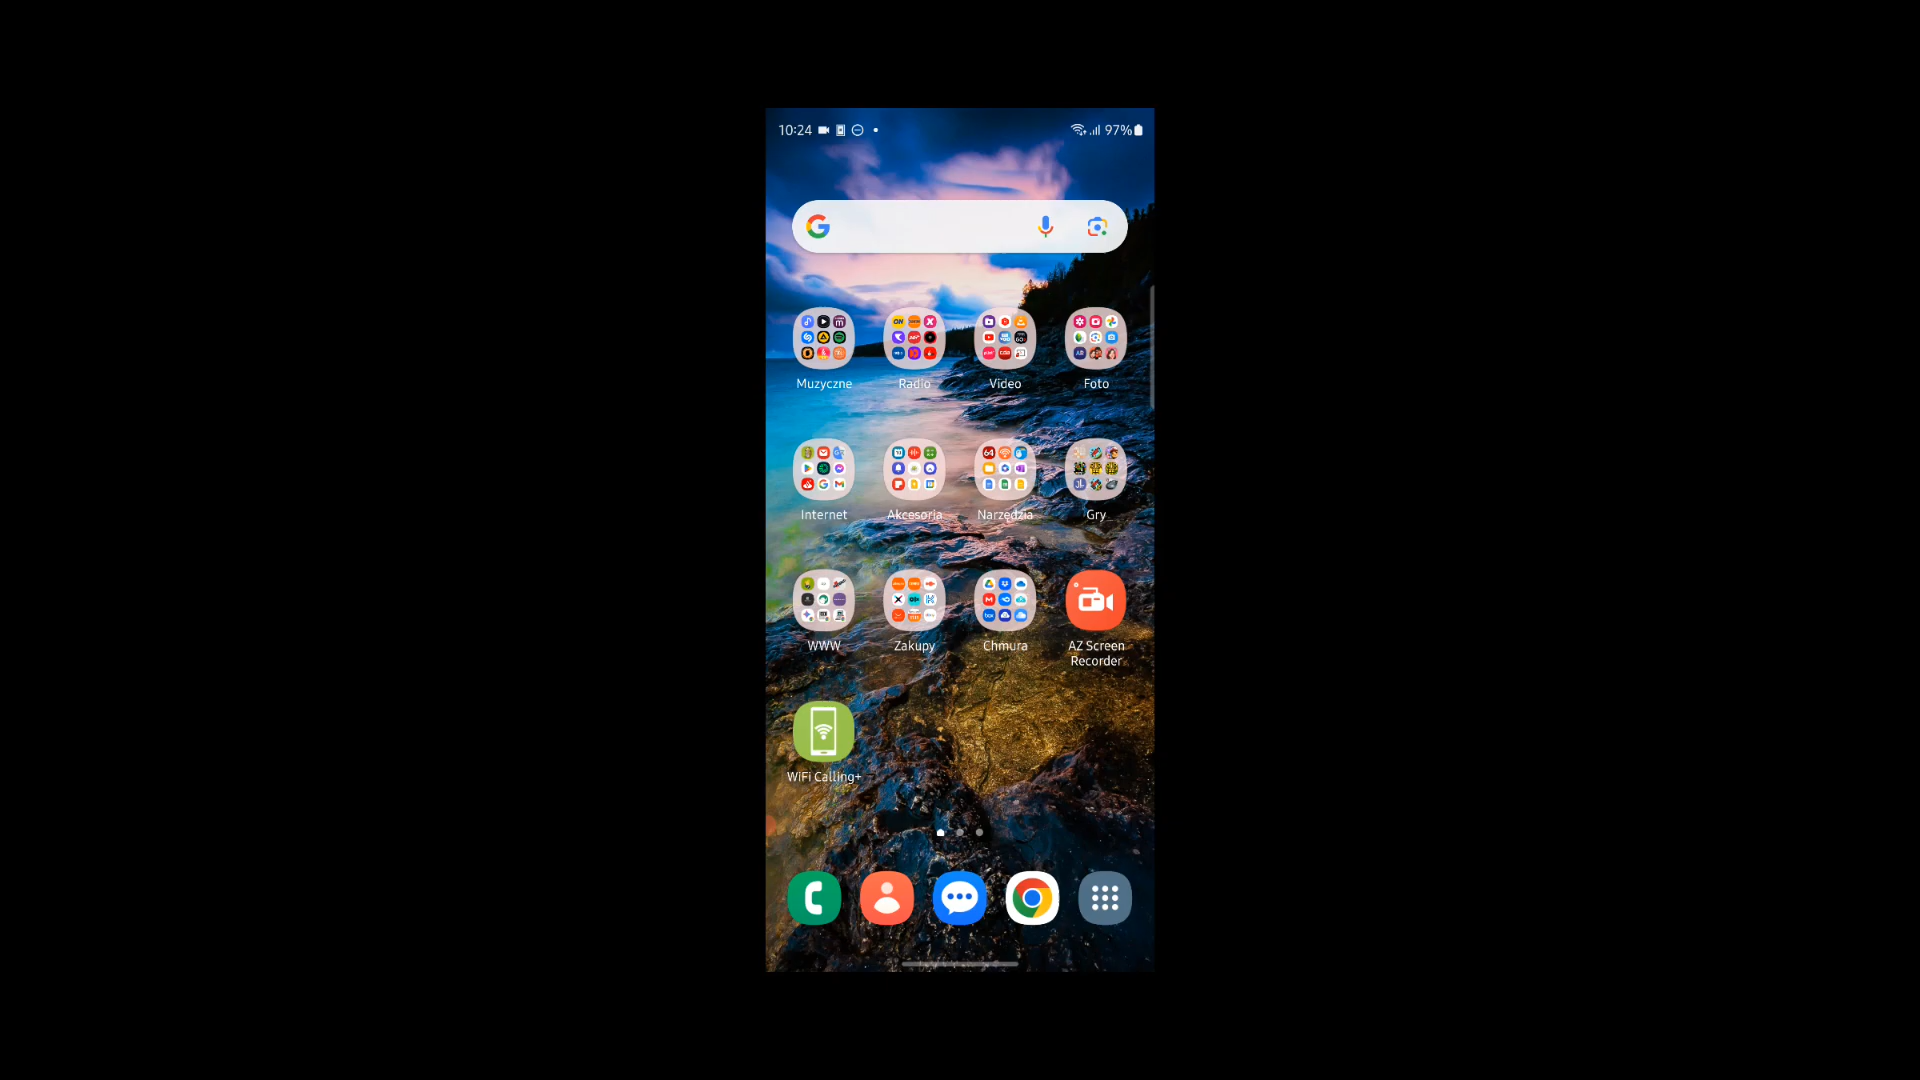 10:24
97%
Muzyczne
Radio
Video
Foto
Internet
Akcesoria
Narzędzia
Gry
WWW
Zakupy
Chmura
AZ Screen
Recorder
WiFi Calling+